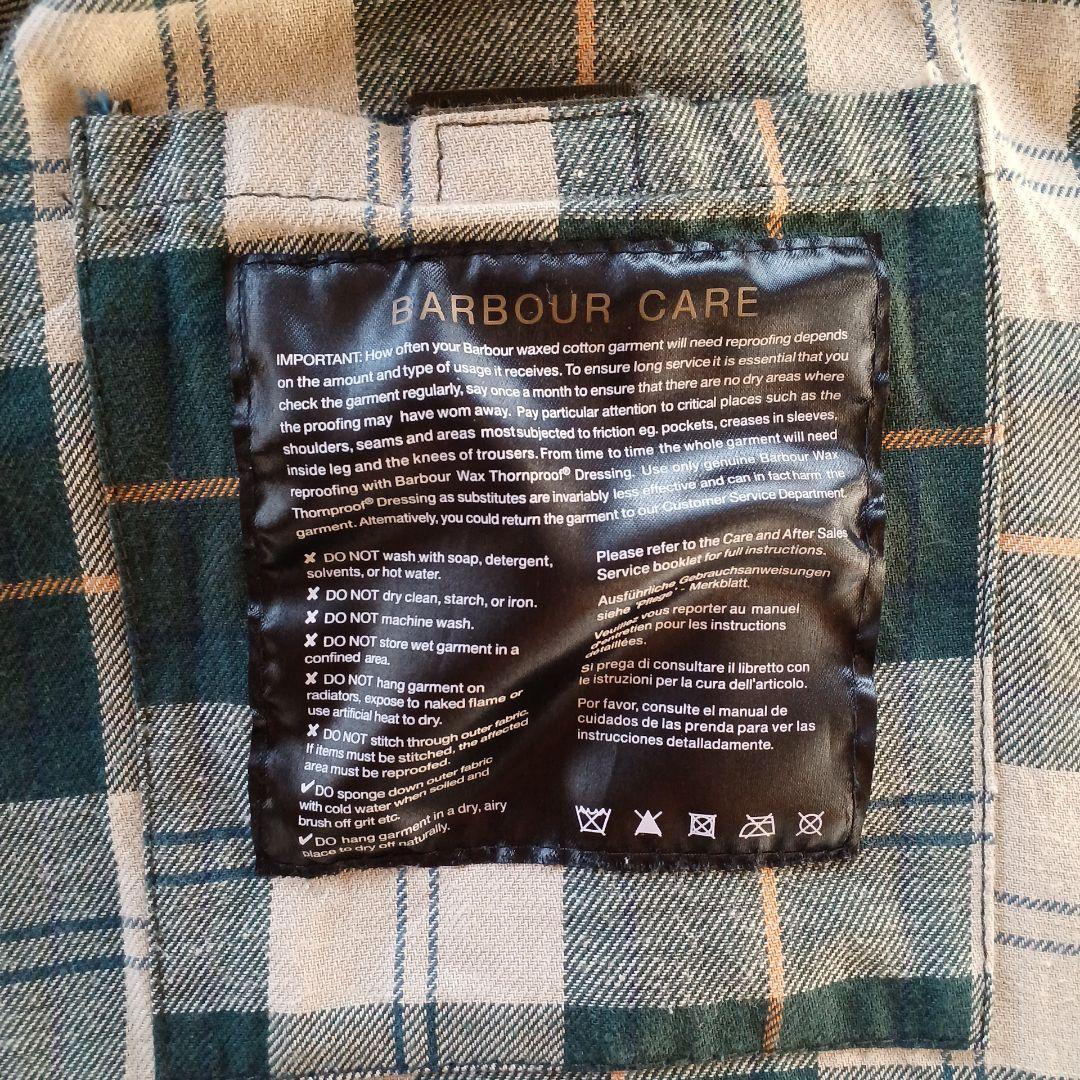 BARBOUR CARE
IMPORTANT: How often your Barbour waxed cotton garment will need reproofing depends
on the amount and type of usage it receives. To ensure long service it is essential that you
check the garment regularly, say once a month to ensure that there are no dry areas where
the proofing may have worn away. Pay particular attention to critical places such as the
shoulders, seams and areas most subjected to friction eg. pockets, creases in sleeves,
inside leg and the knees of trousers. From time to time the whole garment will need
reproofing with Barbour Wax Thornproof® Dressing. Use only genuine Barbour Wax
Thornproof® Dressing as substitutes are invariably less effective and can in fact harm the
garment. Alternatively, you could return the garment to our Customer Service Department.
✘ DO NOT wash with soap, detergent,
solvents, or hot water.
✘ DO NOT dry clean, starch, or iron.
✘ DO NOT machine wash.
✘ DO NOT store wet garment in a
confined area.
✘ DO NOT hang garment on
radiators, expose to naked flame or
use artificial heat to dry.
✘ DO NOT stitch through outer fabric.
If items must be stitched, the affected
area must be reproofed.
✔DO sponge down outer fabric
with cold water when soiled and
brush off grit etc.
✔DO hang garment in a dry, airy
place to dry off naturally.
Please refer to the Care and After Sales
Service booklet for full instructions.
Ausführliche Gebrauchsanweisungen
siehe 'Pflege' - Merkblatt.
Veuillez vous reporter au manuel
d'entretien pour les instructions
détaillées.
Si prega di consultare il libretto con
le istruzioni per la cura dell'articolo.
Por favor, consulte el manual de
cuidados de las prenda para ver las
instrucciones detalladamente.